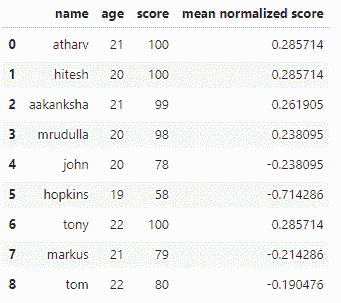 name age score mean normalized score
0 atharv 21 100 0.285714
1 hitesh 20 100 0.285714
2 aakanksha 21 99 0.261905
3 mrudulla 20 98 0.238095
4 john 20 78 -0.238095
5 hopkins 19 58 -0.714286
6 tony 22 100 0.285714
7 markus 21 79 -0.214286
8 tom 22 80 -0.190476